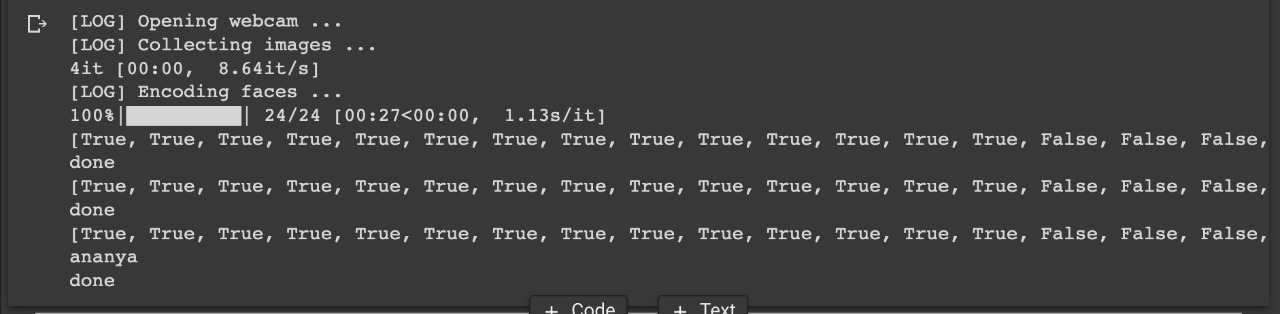 [LOG] Opening webcam ...
[LOG] Collecting images ...
4it [00:00,  8.64it/s]
[LOG] Encoding faces ...
100%|██████████| 24/24 [00:27<00:00,  1.13s/it]
[True, True, True, True, True, True, True, True, True, True, True, True, True, True, False, False, False,
done
[True, True, True, True, True, True, True, True, True, True, True, True, True, True, False, False, False,
done
[True, True, True, True, True, True, True, True, True, True, True, True, True, True, False, False, False,
ananya
done
+ Code + Text